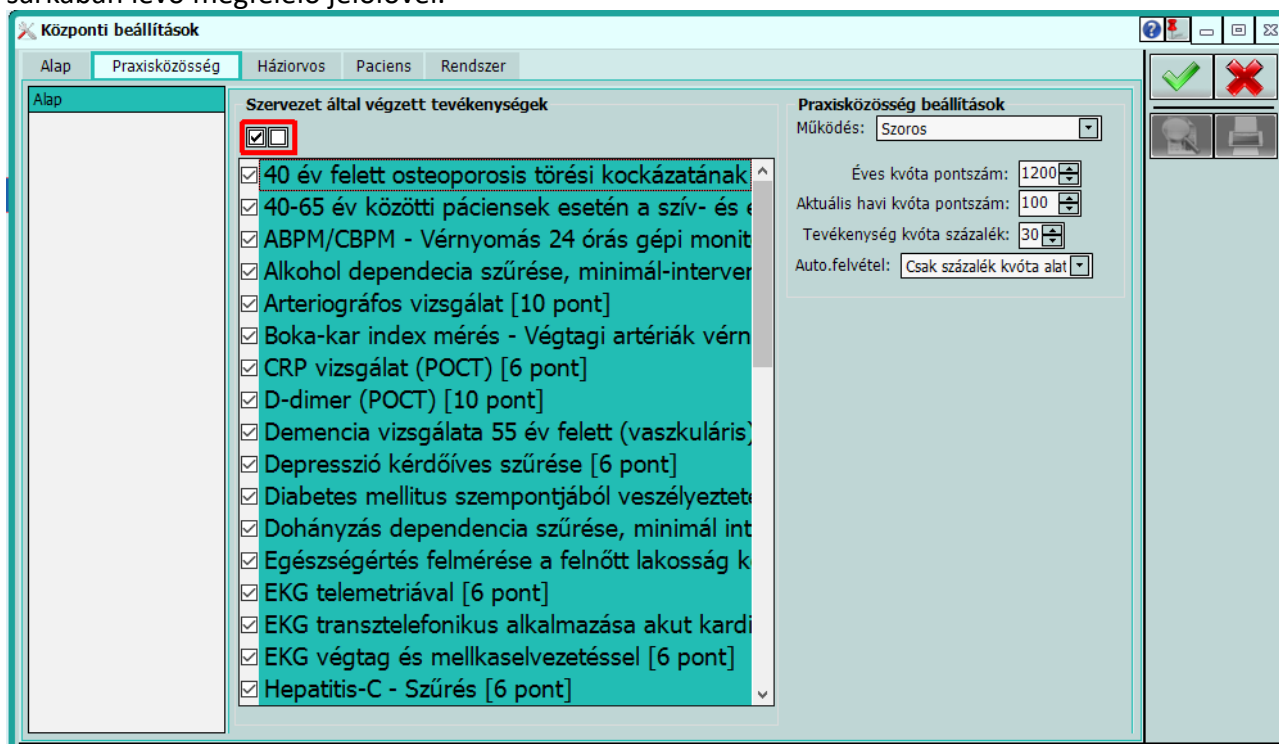 sarkában lévő megfelelő jelölővel.
Központi beállítások
Alap Praxisközösség Háziorvos Paciens Rendszer
Alap
Szervezet által végzett tevékenységek
40 év felett osteoporosis törési kockázatának
40-65 év közötti páciensek esetén a szív- és
ABPM/CBPM - Vérnyomás 24 órás gépi monit
Alkohol dependecia szűrése, minimál-interver
Arteriográfos vizsgálat [10 pont]
Boka-kar index mérés - Végtagi artériák vérn
CRP vizsgálat (POCT) [6 pont]
D-dimer (POCT) [10 pont]
Demencia vizsgálata 55 év felett (vaszkuláris)
Depresszió kérdőíves szűrése [6 pont]
Diabetes mellitus szempontjából veszélyeztete
Dohányzás dependencia szűrése, minimál int
Egészségértés felmérése a felnőtt lakosság k
EKG telemetriával [6 pont]
EKG transztelefonikus alkalmazása akut kardi
EKG végtag és mellkaselvezetéssel [6 pont]
Hepatitis-C - Szűrés [6 pont]
Praxisközösség beállítások
Működés: Szoros
Éves kvóta pontszám: 1200
Aktuális havi kvóta pontszám: 100
Tevékenység kvóta százalék: 30
Auto.felvétel: Csak százalék kvóta alat